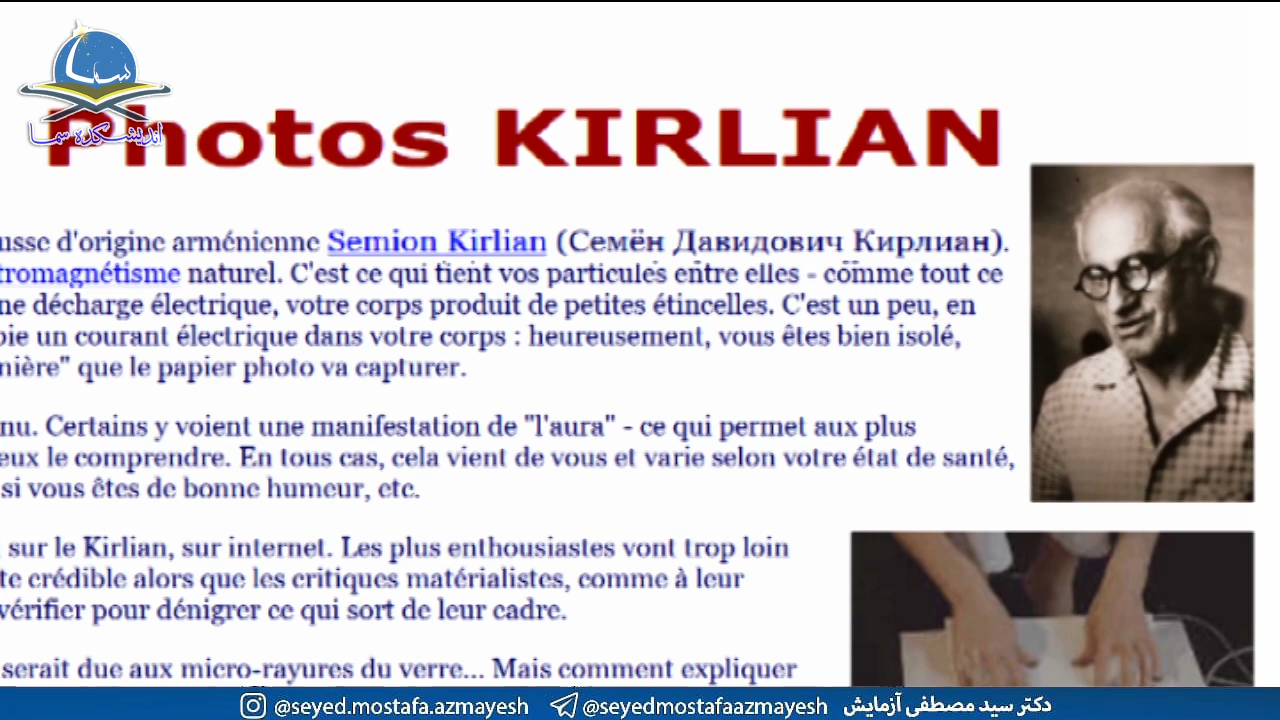 سما
اندیشکده سما
Photos KIRLIAN
usse d'origine arménienne Semion Kirlian (Семён Давидович Кирлиан).
tromagnétisme naturel. C'est ce qui tient vos particules entre elles - comme tout ce
ne décharge électrique, votre corps produit de petites étincelles. C'est un peu, en
oie un courant électrique dans votre corps : heureusement, vous êtes bien isolé,
nière" que le papier photo va capturer.
nu. Certains y voient une manifestation de "l'aura" - ce qui permet aux plus
eux le comprendre. En tous cas, cela vient de vous et varie selon votre état de santé,
si vous êtes de bonne humeur, etc.
sur le Kirlian, sur internet. Les plus enthousiastes vont trop loin
te crédible alors que les critiques matérialistes, comme à leur
vérifier pour dénigrer ce qui sort de leur cadre.
serait due aux micro-rayures du verre... Mais comment expliquer
@seyed.mostafa.azmayesh @seyedmostafaazmayesh دکتر سید مصطفی آزمایش